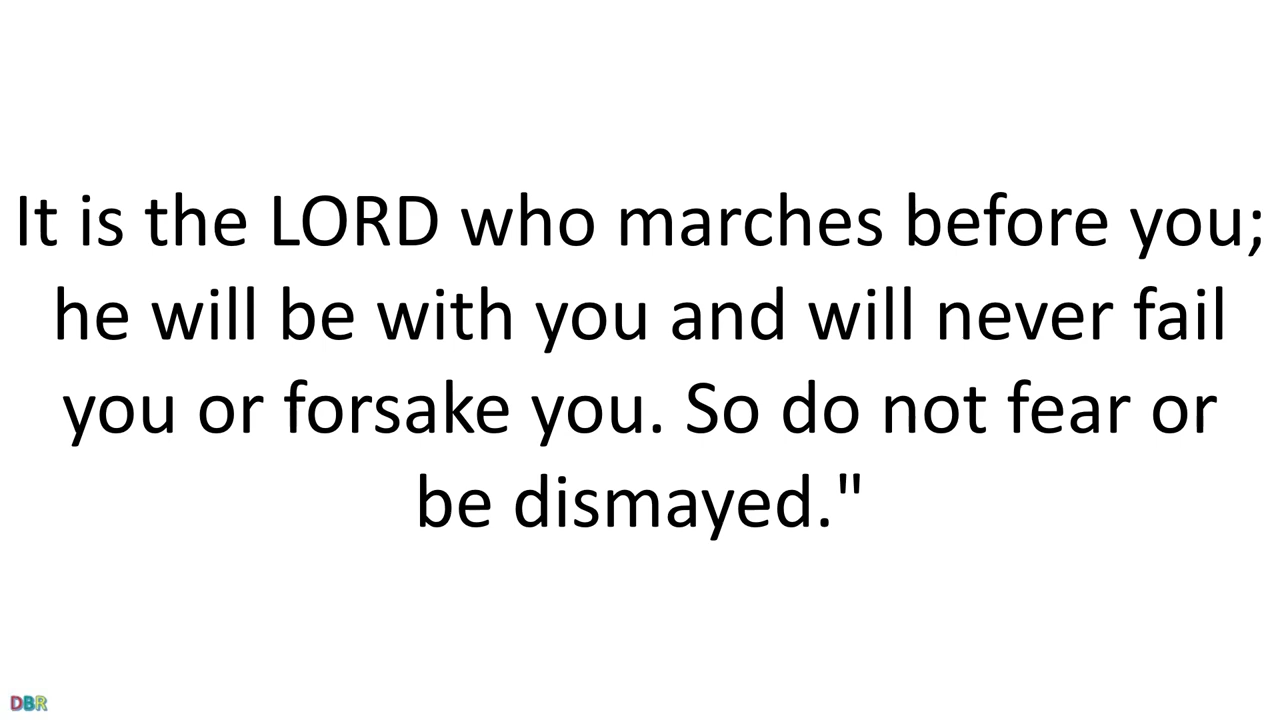 It is the LORD who marches before you;
he will be with you and will never fail
you or forsake you. So do not fear or
be dismayed."
DBR